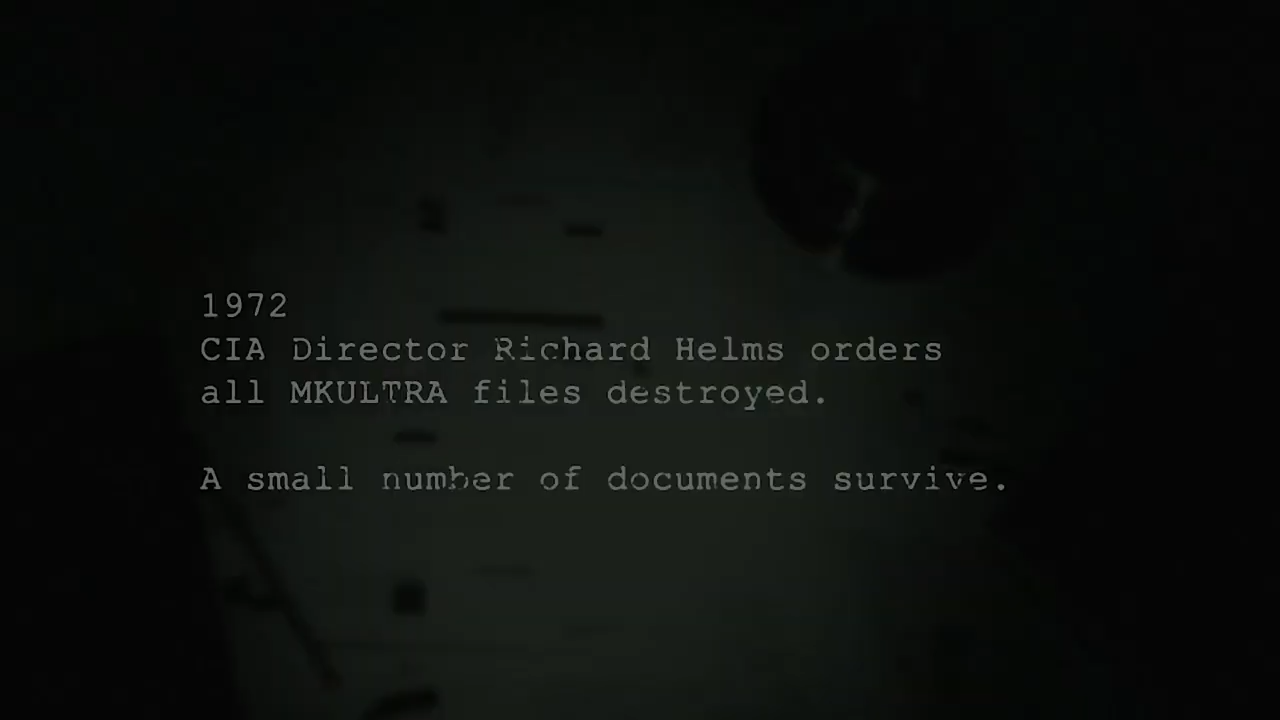 1972
CIA Director Richard Helms orders
all MKULTRA files destroyed.
A small number of documents survive.